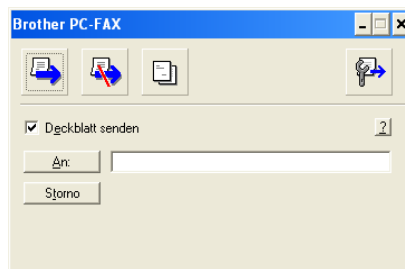 Brother PC-FAX
Deckblatt senden
?
An:
Storno